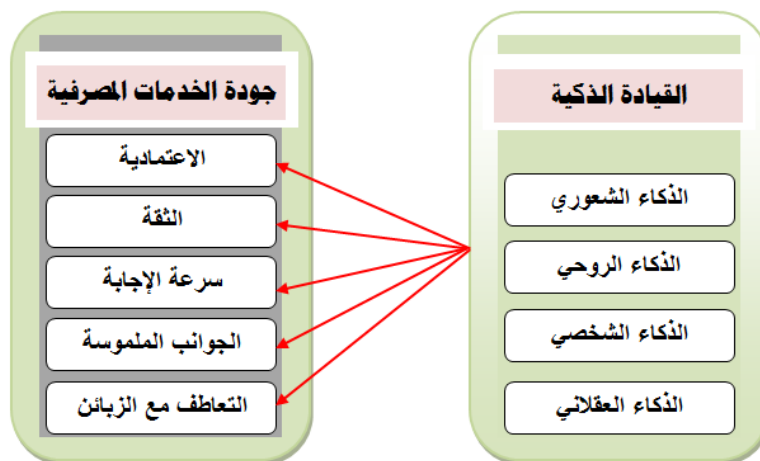 القيادة الذكية
الذكاء الشعوري
الذكاء الروحي
الذكاء الشخصي
الذكاء العقلاني
جودة الخدمات المصرفية
الاعتمادية
الثقة
سرعة الإجابة
الجوانب الملموسة
التعاطف مع الزبائن